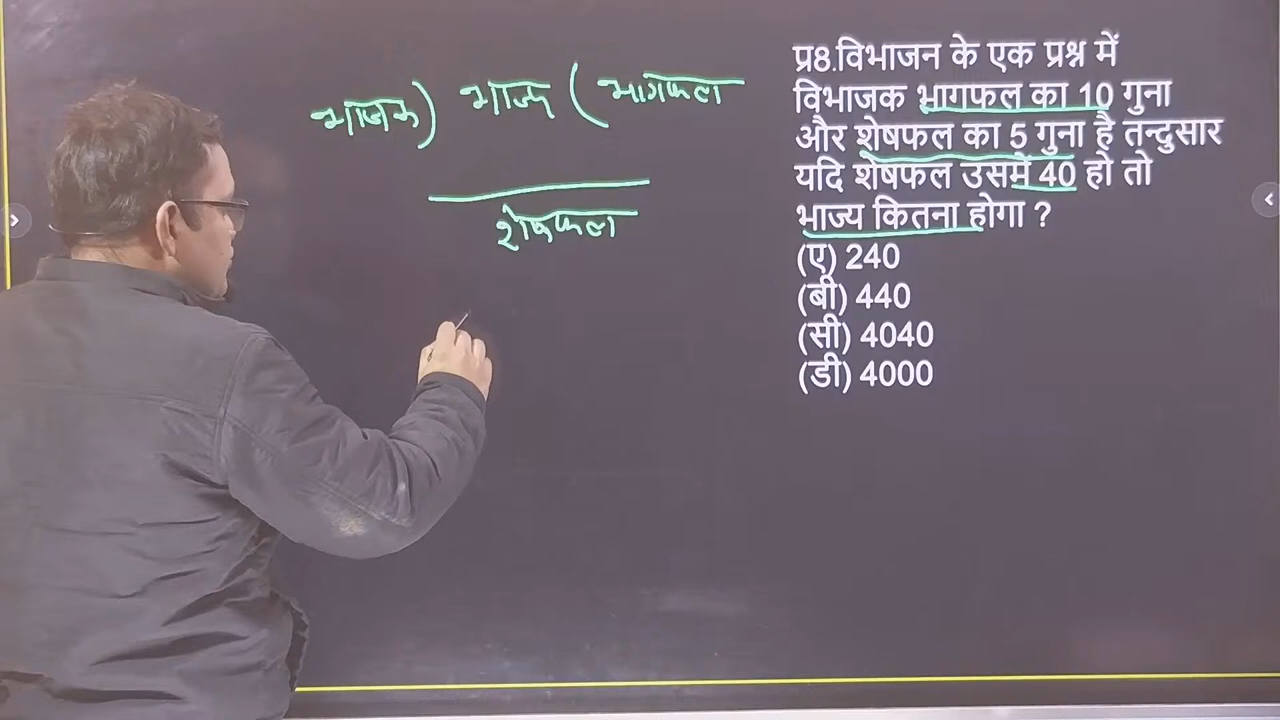 भाजक) भाज्य (भागफल
शेषफल
प्र8.विभाजन के एक प्रश्न में
विभाजक भागफल का 10 गुना
और शेषफल का 5 गुना है तन्दुसार
यदि शेषफल उसमें 40 हो तो
भाज्य कितना होगा ?
(ए) 240
(बी) 440
(सी) 4040
(डी) 4000